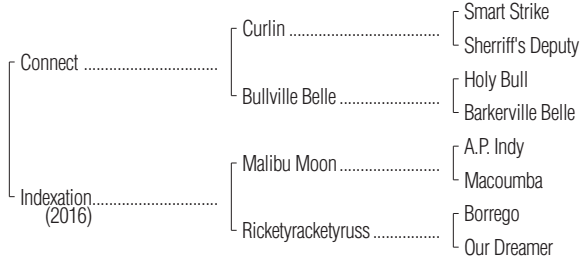 Smart Strike
Curlin ..............................
Sherriff's Deputy
Connect ..............................
Holy Bull
Bullville Belle ......................
Barkerville Belle
A.P. Indy
Malibu Moon ......................
Macoumba
Indexation............................
(2016)
Borrego
Ricketyracketyruss ...............
Our Dreamer